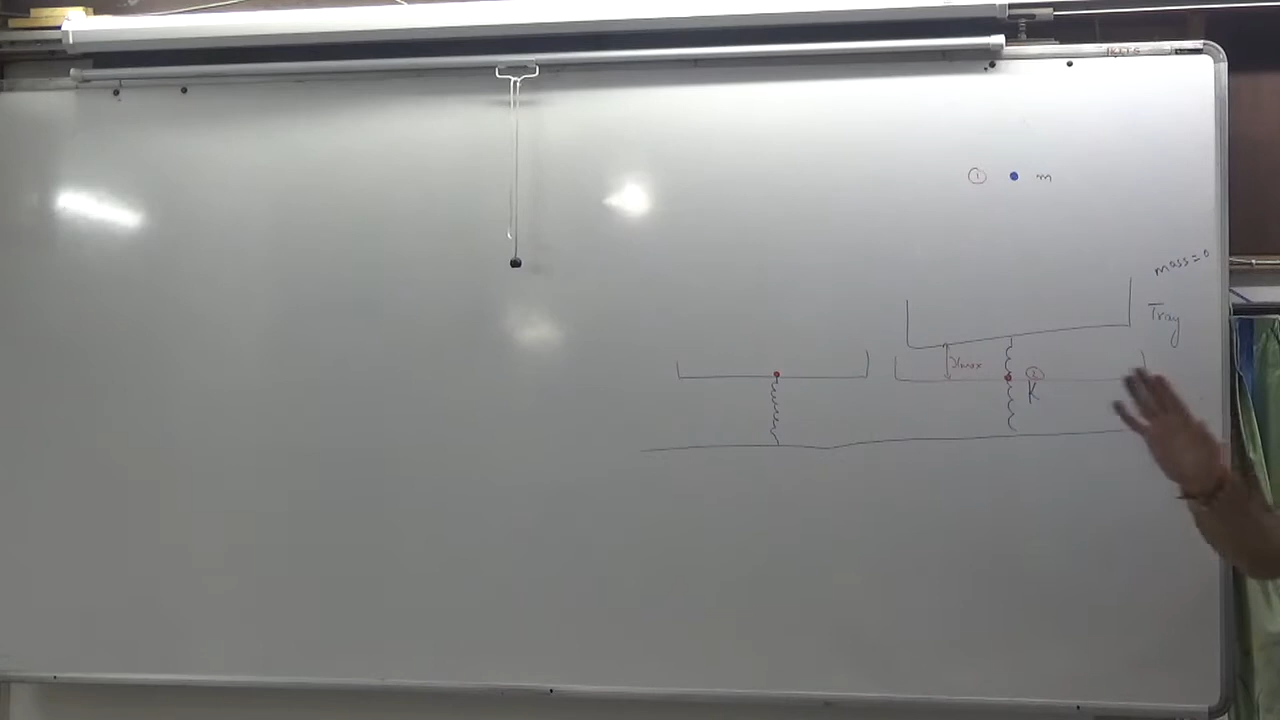 ① m
mass=0
Tray
xmax
②
K